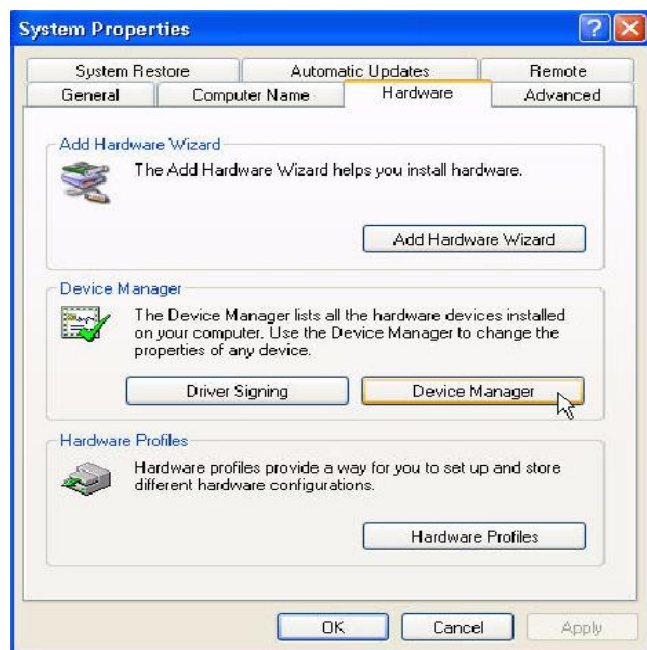 System Properties
System Restore Automatic Updates Remote
General Computer Name Hardware Advanced
Add Hardware Wizard
The Add Hardware Wizard helps you install hardware.
Add Hardware Wizard
Device Manager
The Device Manager lists all the hardware devices installed
on your computer. Use the Device Manager to change the
properties of any device.
Driver Signing Device Manager
Hardware Profiles
Hardware profiles provide a way for you to set up and store
different hardware configurations.
Hardware Profiles
OK Cancel Apply